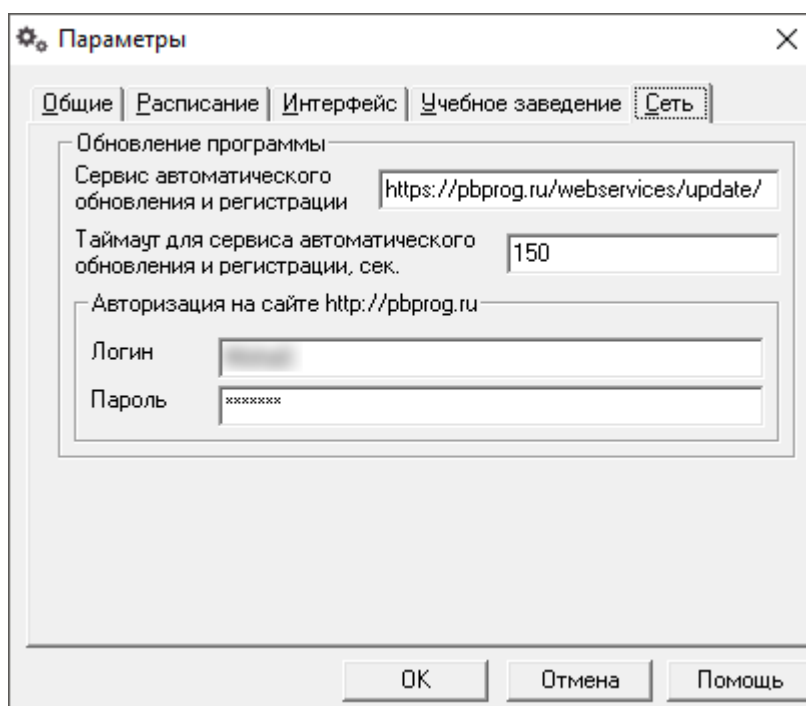 Параметры
Общие Расписание Интерфейс Учебное заведение Сеть
Обновление программы
Сервис автоматического
обновления и регистрации
https://pbprog.ru/webservices/update/
Таймаут для сервиса автоматического
обновления и регистрации, сек.
150
Авторизация на сайте http://pbprog.ru
Логин
Пароль
×××××××
OK Отмена Помощь